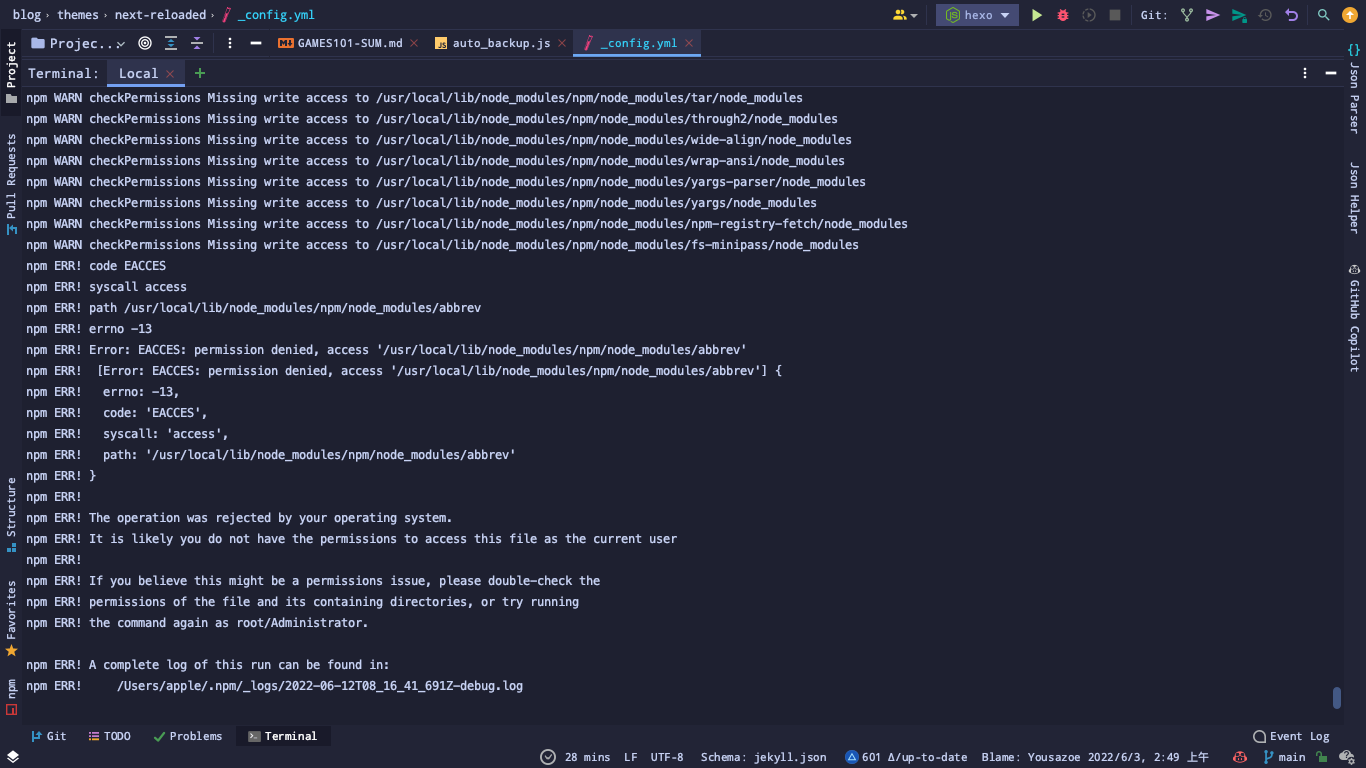 blog › themes › next-reloaded › _config.yml
hexo
Git:
Projec...
GAMES101-SUM.md
auto_backup.js
_config.yml
Terminal:
Local
npm WARN checkPermissions Missing write access to /usr/local/lib/node_modules/npm/node_modules/tar/node_modules
npm WARN checkPermissions Missing write access to /usr/local/lib/node_modules/npm/node_modules/through2/node_modules
npm WARN checkPermissions Missing write access to /usr/local/lib/node_modules/npm/node_modules/wide-align/node_modules
npm WARN checkPermissions Missing write access to /usr/local/lib/node_modules/npm/node_modules/wrap-ansi/node_modules
npm WARN checkPermissions Missing write access to /usr/local/lib/node_modules/npm/node_modules/yargs-parser/node_modules
npm WARN checkPermissions Missing write access to /usr/local/lib/node_modules/npm/node_modules/yargs/node_modules
npm WARN checkPermissions Missing write access to /usr/local/lib/node_modules/npm/node_modules/npm-registry-fetch/node_modules
npm WARN checkPermissions Missing write access to /usr/local/lib/node_modules/npm/node_modules/fs-minipass/node_modules
npm ERR! code EACCES
npm ERR! syscall access
npm ERR! path /usr/local/lib/node_modules/npm/node_modules/abbrev
npm ERR! errno -13
npm ERR! Error: EACCES: permission denied, access '/usr/local/lib/node_modules/npm/node_modules/abbrev'
npm ERR!  [Error: EACCES: permission denied, access '/usr/local/lib/node_modules/npm/node_modules/abbrev'] {
npm ERR!   errno: -13,
npm ERR!   code: 'EACCES',
npm ERR!   syscall: 'access',
npm ERR!   path: '/usr/local/lib/node_modules/npm/node_modules/abbrev'
npm ERR! }
npm ERR!
npm ERR! The operation was rejected by your operating system.
npm ERR! It is likely you do not have the permissions to access this file as the current user
npm ERR!
npm ERR! If you believe this might be a permissions issue, please double-check the
npm ERR! permissions of the file and its containing directories, or try running
npm ERR! the command again as root/Administrator.
npm ERR! A complete log of this run can be found in:
npm ERR!     /Users/apple/.npm/_logs/2022-06-12T08_16_41_691Z-debug.log
Project
Pull Requests
Structure
Favorites
npm
Json Parser
Json Helper
GitHub Copilot
Git
TODO
Problems
Terminal
Event Log
28 mins
LF
UTF-8
Schema: jekyll.json
601 Δ/up-to-date
Blame: Yousazoe 2022/6/3, 2:49 上午
main